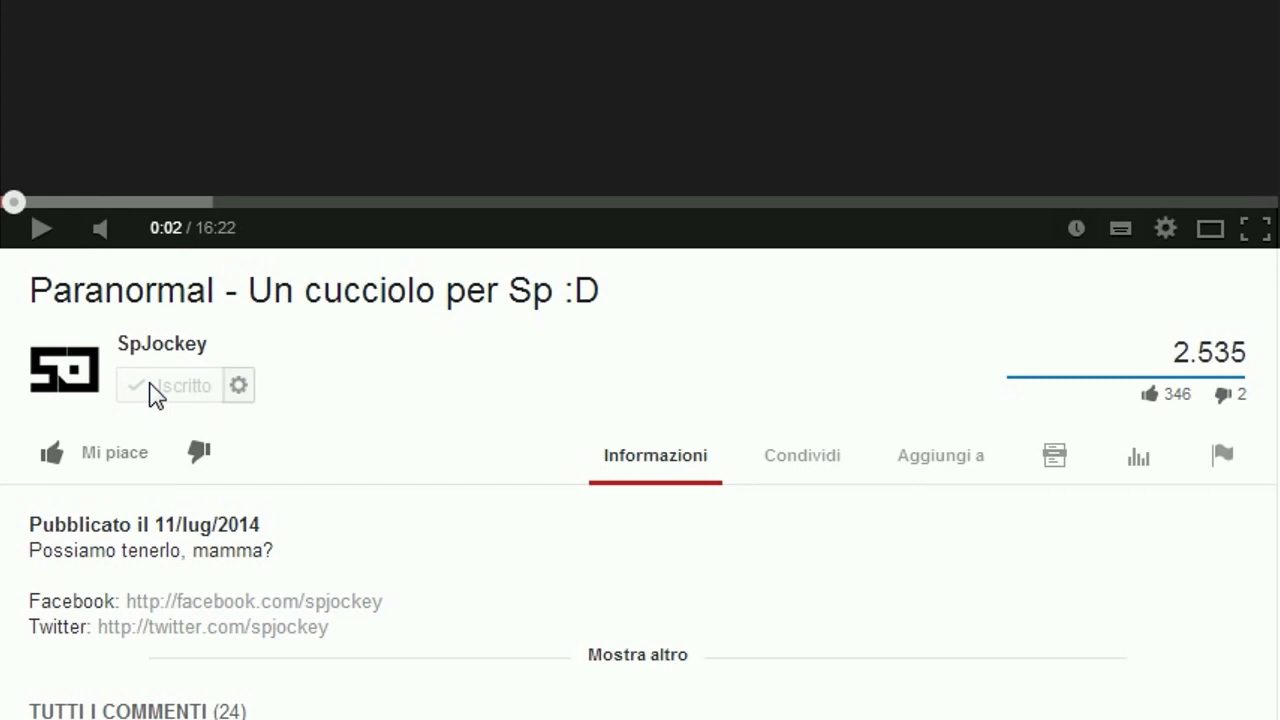 0:02 / 16:22
Paranormal - Un cucciolo per Sp :D
SpJockey
Iscritto
2.535
346 2
Mi piace
Informazioni Condividi Aggiungi a
Pubblicato il 11/lug/2014
Possiamo tenerlo, mamma?
Facebook: http://facebook.com/spjockey
Twitter: http://twitter.com/spjockey
Mostra altro
TUTTI I COMMENTI (24)